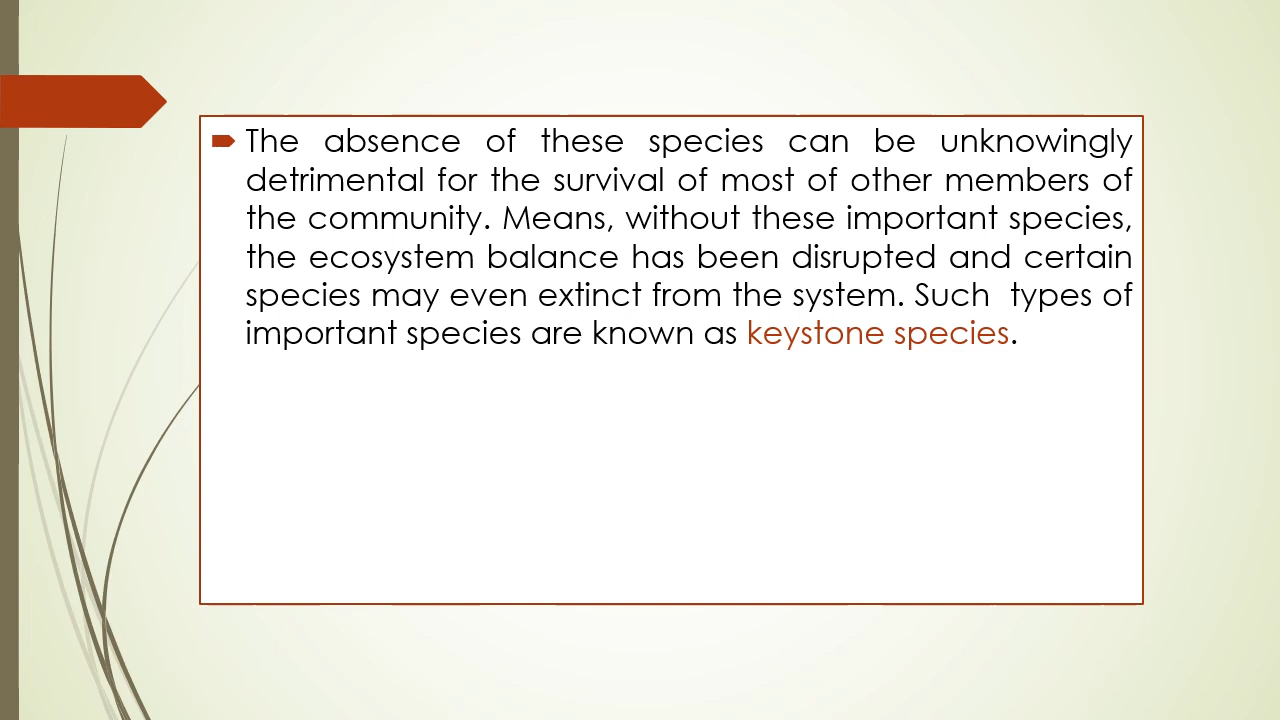 The absence of these species can be unknowingly
detrimental for the survival of most of other members of
the community. Means, without these important species,
the ecosystem balance has been disrupted and certain
species may even extinct from the system. Such  types of
important species are known as keystone species.